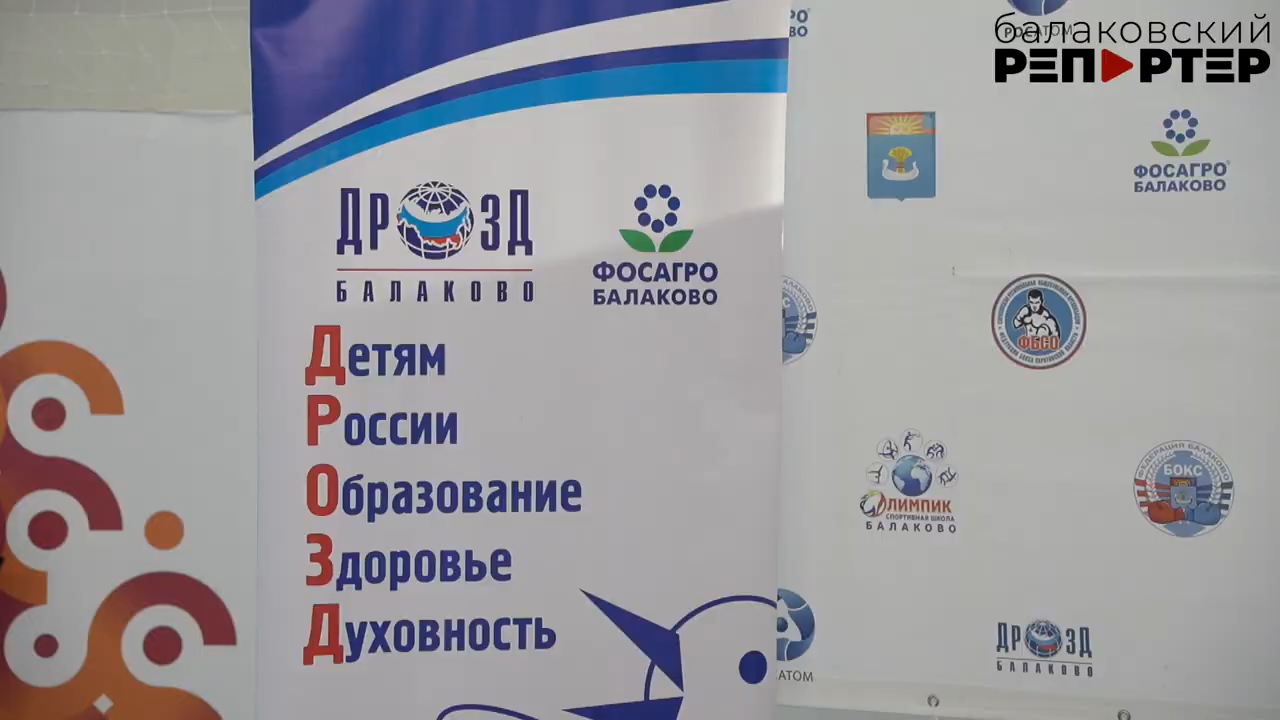 балаковский
РЕПОРТЕР
РОСАТОМ
ФОСАГРО
БАЛАКОВО
ДРОЗД
БАЛАКОВО
ФОСАГРО
БАЛАКОВО
Детям
России
Образование
Здоровье
Духовность
ФБСО
ОЛИМПИК
СПОРТИВНАЯ ШКОЛА
БАЛАКОВО
ФЕДЕРАЦИЯ БАЛАКОВО
БОКС
ДРОЗД
БАЛАКОВО
АТОМ